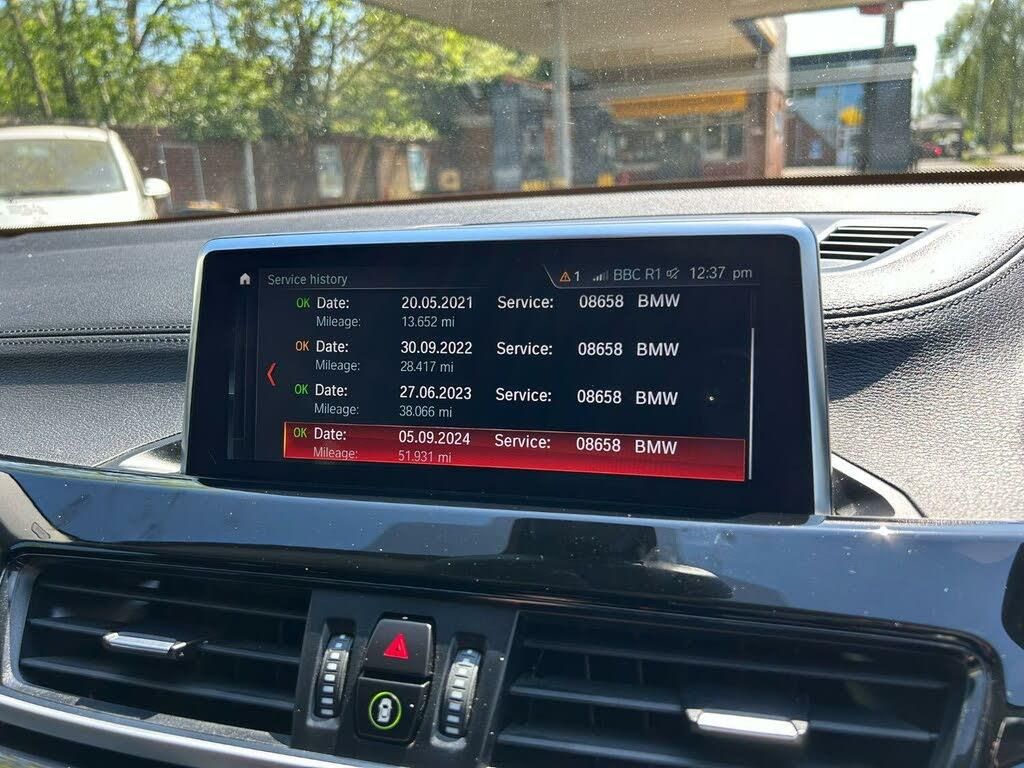 Service history
1 BBC R1 12:37 pm
OK Date: 20.05.2021 Service: 08658 BMW
Mileage: 13.652 mi
OK Date: 30.09.2022 Service: 08658 BMW
Mileage: 28.417 mi
OK Date: 27.06.2023 Service: 08658 BMW
Mileage: 38.066 mi
OK Date: 05.09.2024 Service: 08658 BMW
Mileage: 51.931 mi